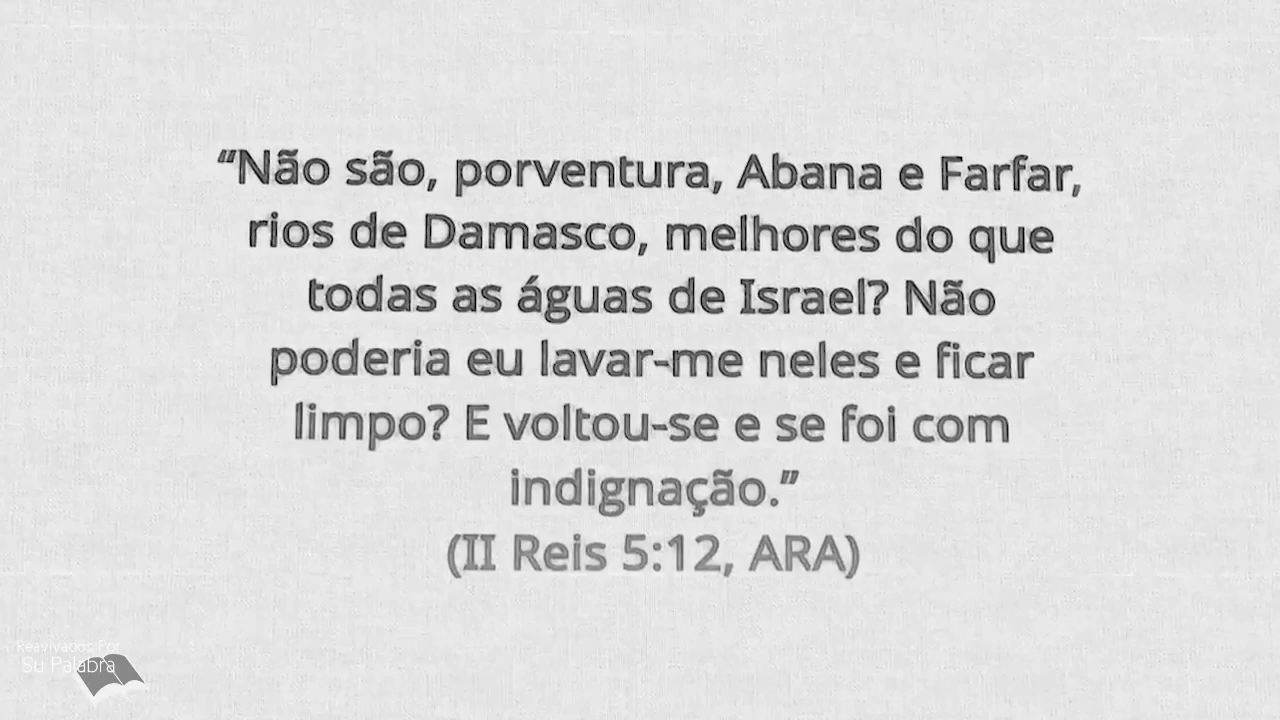 “Não são, porventura, Abana e Farfar,
rios de Damasco, melhores do que
todas as águas de Israel? Não
poderia eu lavar-me neles e ficar
limpo? E voltou-se e se foi com
indignação.”
(II Reis 5:12, ARA)
Reavivados Por
Su Palabra